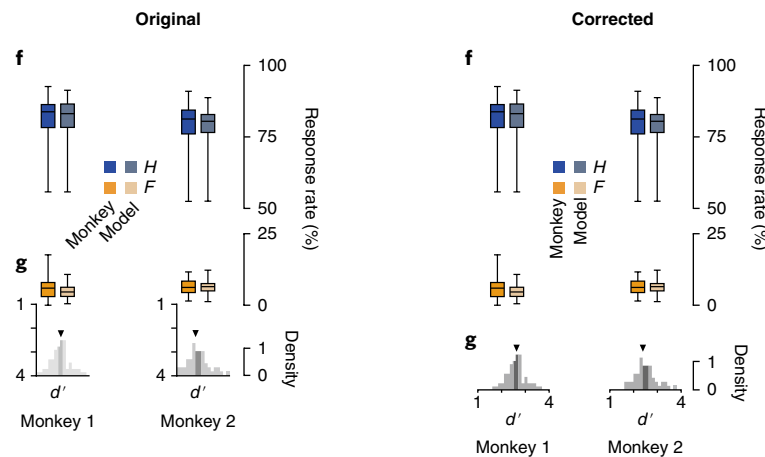 Original
f
100
75
50
Response rate (%)
H
F
Monkey
Model
25
0
g
1
4
d′
Monkey 1
1
4
d′
Monkey 2
1
0
Density
Corrected
f
100
75
50
Response rate (%)
H
F
Monkey
Model
25
0
g
1
4
d′
Monkey 1
1
4
d′
Monkey 2
1
0
Density